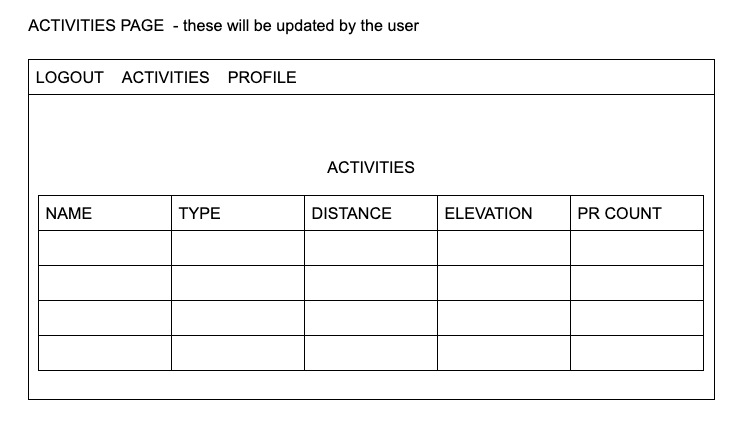 ACTIVITIES PAGE - these will be updated by the user
LOGOUT ACTIVITIES PROFILE
ACTIVITIES
NAME TYPE DISTANCE ELEVATION PR COUNT